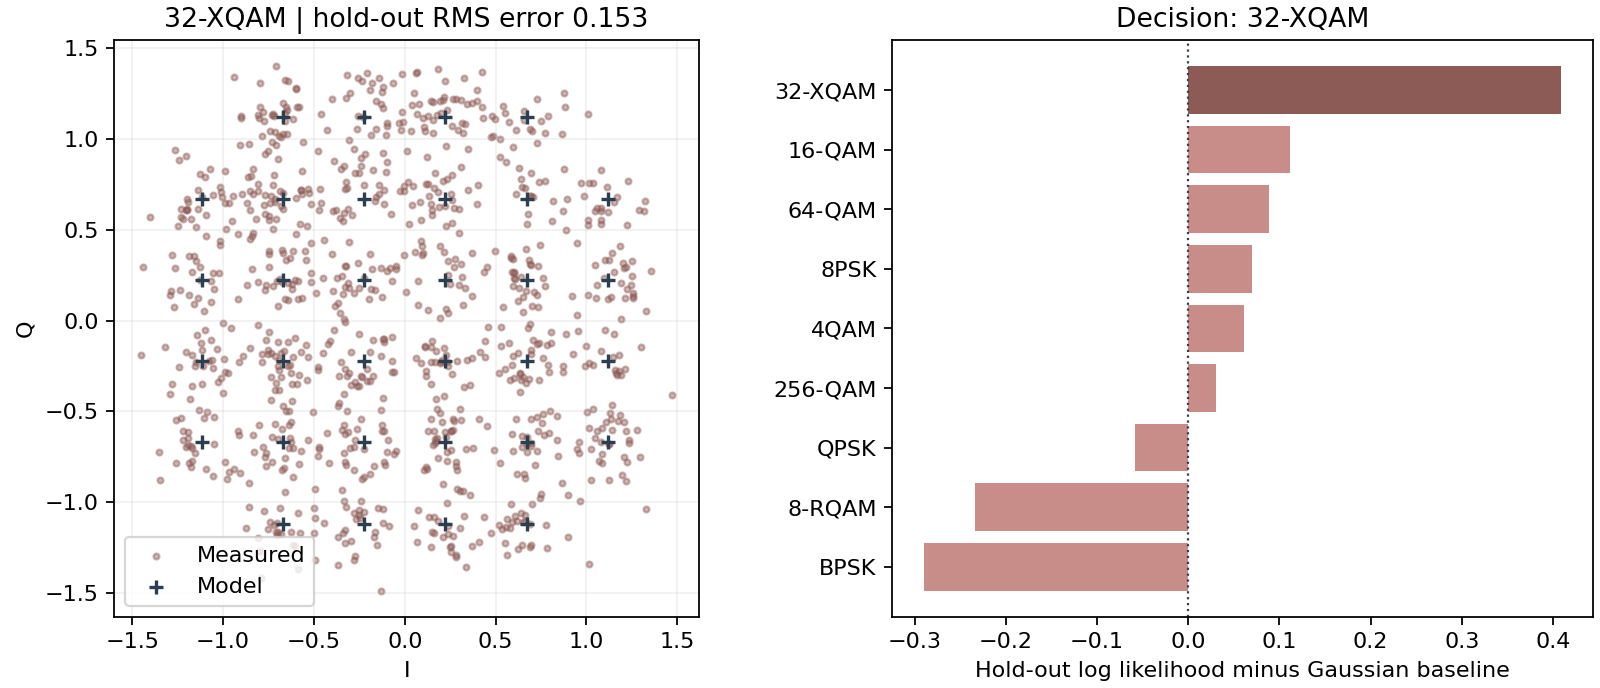 32-XQAM | hold-out RMS error 0.153
1.5
1.0
0.5
0.0
−0.5
−1.0
−1.5
Q
Measured
Model
−1.5
−1.0
−0.5
0.0
0.5
1.0
1.5
I
Decision: 32-XQAM
32-XQAM
16-QAM
64-QAM
8PSK
4QAM
256-QAM
QPSK
8-RQAM
BPSK
−0.3
−0.2
−0.1
0.0
0.1
0.2
0.3
0.4
Hold-out log likelihood minus Gaussian baseline